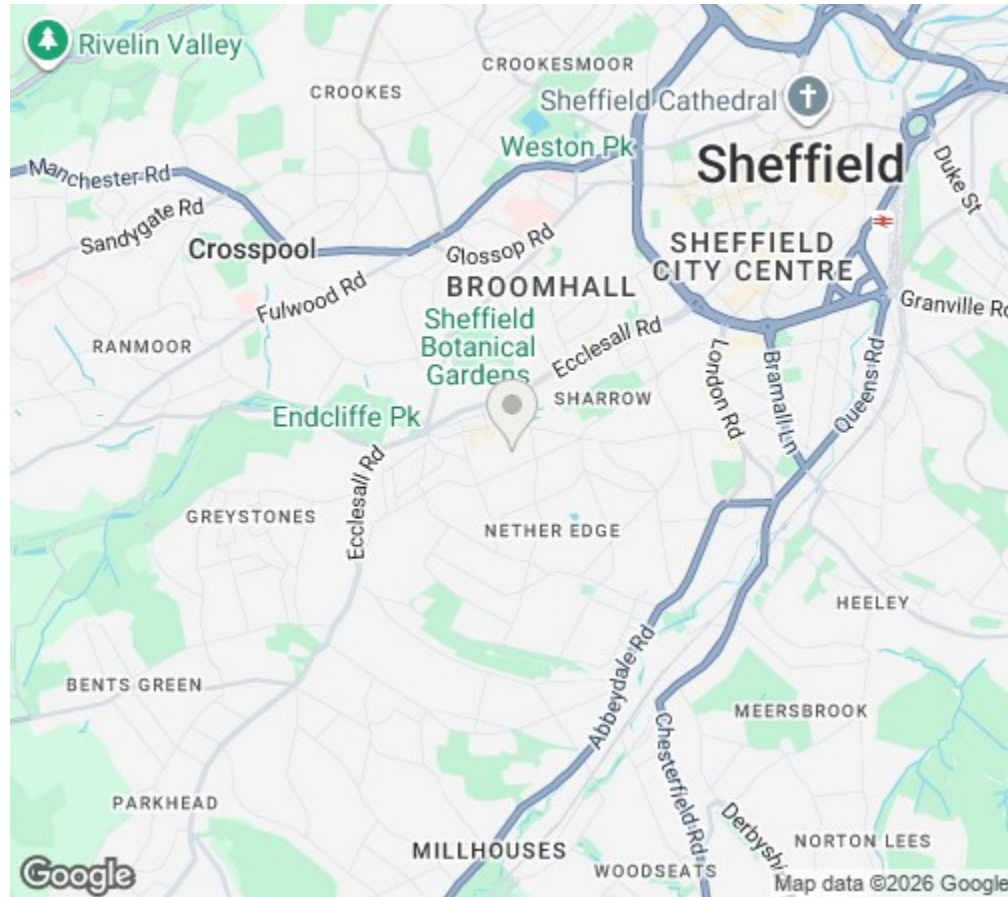 Rivelin Valley
CROOKESMOOR
CROOKES
Sheffield Cathedral
Weston Pk
Sheffield
Manchester Rd
Duke St
Sandygate Rd
Crosspool
Glossop Rd
SHEFFIELD
CITY CENTRE
BROOMHALL
Fulwood Rd
Granville Rd
Sheffield
Botanical
Gardens
Ecclesall Rd
RANMOOR
London Rd
Bramall Ln
Queens Rd
SHARROW
Endcliffe Pk
Ecclesall Rd
GREYSTONES
NETHER EDGE
HEELEY
Abbeydale Rd
BENTS GREEN
MEERSBROOK
Chesterfield Rd
PARKHEAD
Derbyshi
NORTON LEES
MILLHOUSES
WOODSEATS
Google
Map data ©2026 Google